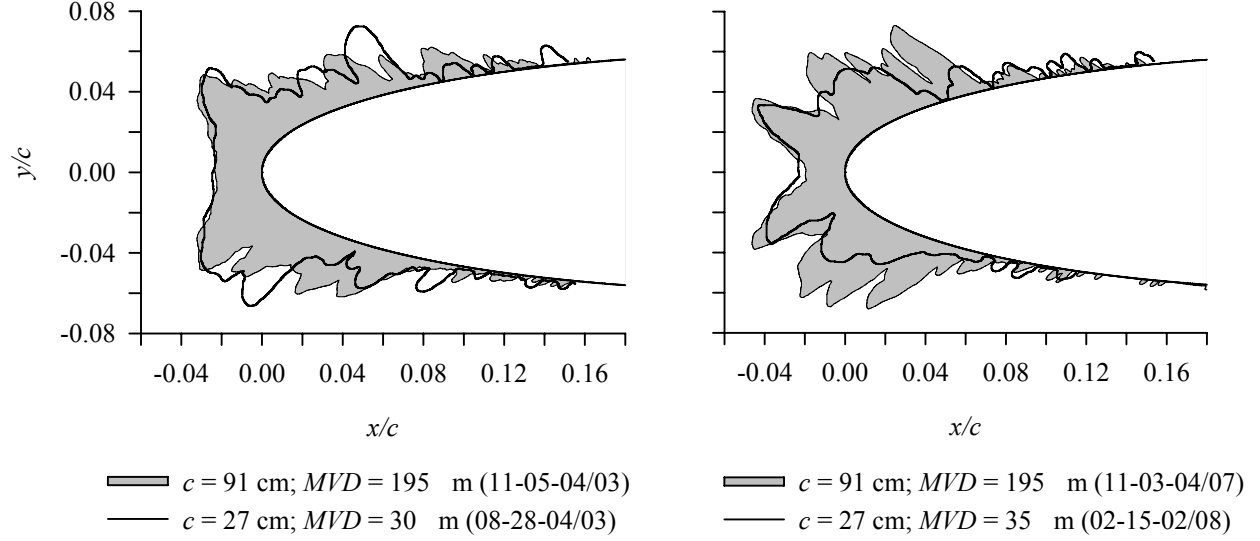 0.08
0.04
0.00
-0.04
-0.08
y/c
-0.04 0.00 0.04 0.08 0.12 0.16
x/c
c = 91 cm; MVD = 195 m (11-05-04/03)
c = 27 cm; MVD = 30 m (08-28-04/03)
-0.04 0.00 0.04 0.08 0.12 0.16
x/c
c = 91 cm; MVD = 195 m (11-03-04/07)
c = 27 cm; MVD = 35 m (02-15-02/08)